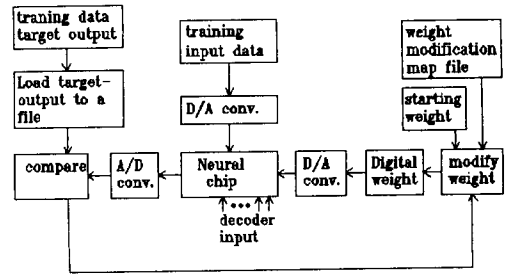 traning data
target output
training
input data
weight
modification
map file
Load target-
output to a
file
D/A conv.
starting
weight
compare
A/D
conv.
Neural
chip
D/A
conv.
Digital
weight
modify
weight
decoder
input